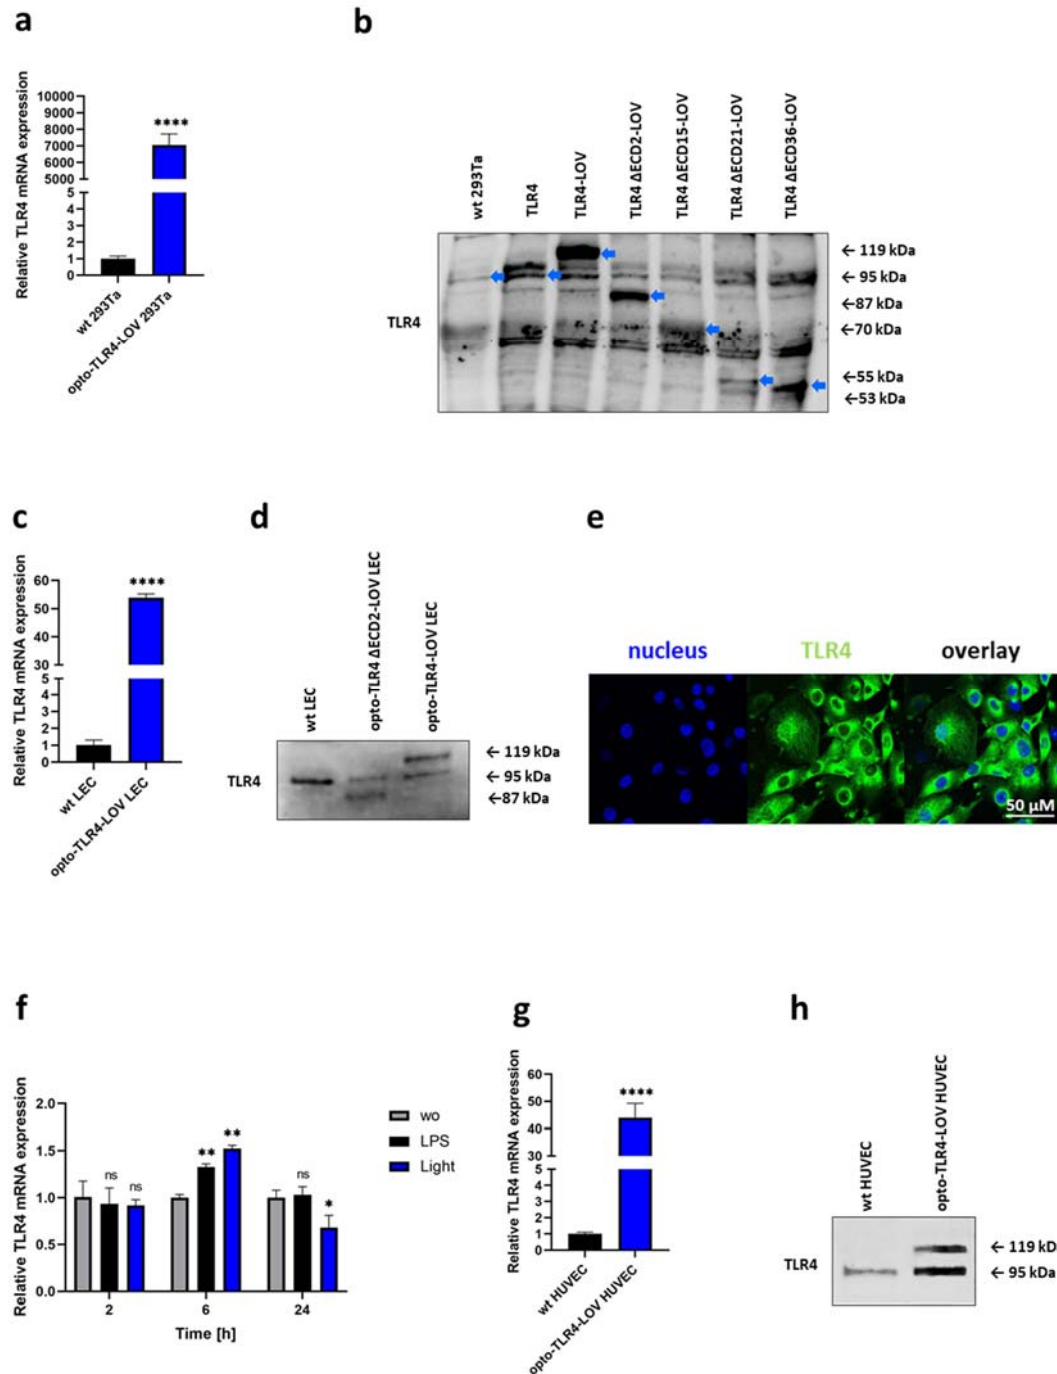 a
Relative TLR4 mRNA expression
10000
9000
8000
7000
6000
5000
5
4
3
2
1
0
****
wt 293Ta
opto-TLR4-LOV 293Ta
b
wt 293Ta
TLR4
TLR4-LOV
TLR4 ΔECD2-LOV
TLR4 ΔECD15-LOV
TLR4 ΔECD21-LOV
TLR4 ΔECD36-LOV
TLR4
← 119 kDa
← 95 kDa
←87 kDa
←70 kDa
←55 kDa
←53 kDa
c
Relative TLR4 mRNA expression
60
50
40
30
5
4
3
2
1
0
****
wt LEC
opto-TLR4-LOV LEC
d
wt LEC
opto-TLR4 ΔECD2-LOV LEC
opto-TLR4-LOV LEC
TLR4
← 119 kDa
← 95 kDa
←87 kDa
e
nucleus
TLR4
overlay
50 µM
f
Relative TLR4 mRNA expression
2.0
1.5
1.0
0.5
0.0
ns
ns
**
**
ns
*
2
6
24
Time [h]
wo
LPS
Light
g
Relative TLR4 mRNA expression
60
50
40
30
5
4
3
2
1
0
****
wt HUVEC
opto-TLR4-LOV HUVEC
h
wt HUVEC
opto-TLR4-LOV HUVEC
TLR4
← 119 kD
← 95 kDa